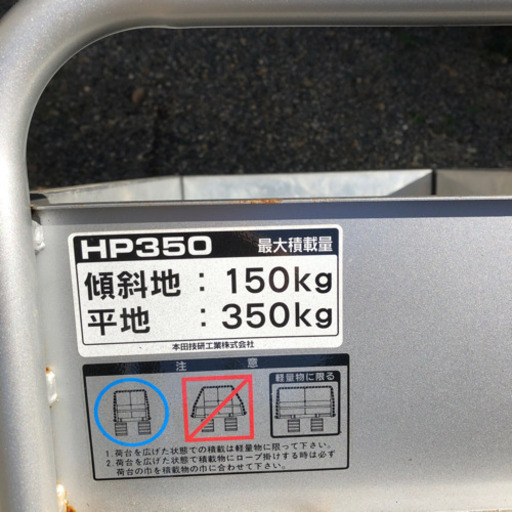 HP350 最大積載量
傾斜地 : 150kg
平地 : 350kg
本田技研工業株式会社
注 意
軽量物に限る
1.荷台を広げた状態での積載は軽量物に限って下さい。
2.荷台を広げた状態で積載物にロープ掛けする時は必ず
荷台の巾を積載物の巾に合わせて下さい。